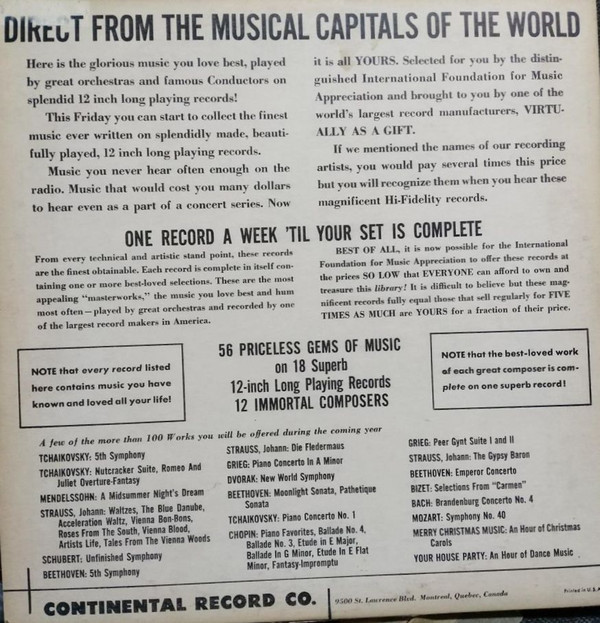 DIRECT FROM THE MUSICAL CAPITALS OF THE WORLD
Here is the glorious music you love best, played
by great orchestras and famous Conductors on
splendid 12 inch long playing records!
This Friday you can start to collect the finest
music ever written on splendidly made, beauti-
fully played, 12 inch long playing records.
Music you never hear often enough on the
radio. Music that would cost you many dollars
to hear even as a part of a concert series. Now
it is all YOURS. Selected for you by the distin-
guished International Foundation for Music
Appreciation and brought to you by one of the
world's largest record manufacturers, VIRTU-
ALLY AS A GIFT.
If we mentioned the names of our recording
artists, you would pay several times this price
but you will recognize them when you hear these
magnificent Hi-Fidelity records.
ONE RECORD A WEEK 'TIL YOUR SET IS COMPLETE
From every technical and artistic stand point, these records
are the finest obtainable. Each record is complete in itself con-
taining one or more best-loved selections. These are the most
appealing "masterworks," the music you love best and hum
most often—played by great orchestras and recorded by one
of the largest record makers in America.
BEST OF ALL, it is now possible for the International
Foundation for Music Appreciation to offer these records at
the prices SO LOW that EVERYONE can afford to own and
treasure this library! It is difficult to believe but these mag-
nificent records fully equal those that sell regularly for FIVE
TIMES AS MUCH are YOURS for a fraction of their price.
NOTE that every record listed
here contains music you have
known and loved all your life!
56 PRICELESS GEMS OF MUSIC
on 18 Superb
12-inch Long Playing Records
12 IMMORTAL COMPOSERS
NOTE that the best-loved work
of each great composer is com-
plete on one superb record!
A few of the more than 100 Works you will be offered during the coming year
TCHAIKOVSKY: 5th Symphony
TCHAIKOVSKY: Nutcracker Suite, Romeo And
Juliet Overture-Fantasy
MENDELSSOHN: A Midsummer Night's Dream
STRAUSS, Johann: Waltzes, The Blue Danube,
Acceleration Waltz, Vienna Bon-Bons,
Roses From The South, Vienna Blood,
Artists Life, Tales From The Vienna Woods
SCHUBERT: Unfinished Symphony
BEETHOVEN: 5th Symphony
STRAUSS, Johann: Die Fledermaus
GRIEG: Piano Concerto In A Minor
DVORAK: New World Symphony
BEETHOVEN: Moonlight Sonata, Pathetique
Sonata
TCHAIKOVSKY: Piano Concerto No. 1
CHOPIN: Piano Favorites, Ballade No. 4,
Ballade No. 3, Etude in E Major,
Ballade In G Minor, Etude In E Flat
Minor, Fantasy-Impromptu
GRIEG: Peer Gynt Suite I and II
STRAUSS, Johann: The Gypsy Baron
BEETHOVEN: Emperor Concerto
BIZET: Selections From "Carmen"
BACH: Brandenburg Concerto No. 4
MOZART: Symphony No. 40
MERRY CHRISTMAS MUSIC: An Hour of Christmas
Carols
YOUR HOUSE PARTY: An Hour of Dance Music
CONTINENTAL RECORD CO.
9500 St. Lawrence Blvd. Montreal, Quebec, Canada
Printed in U.S.A.